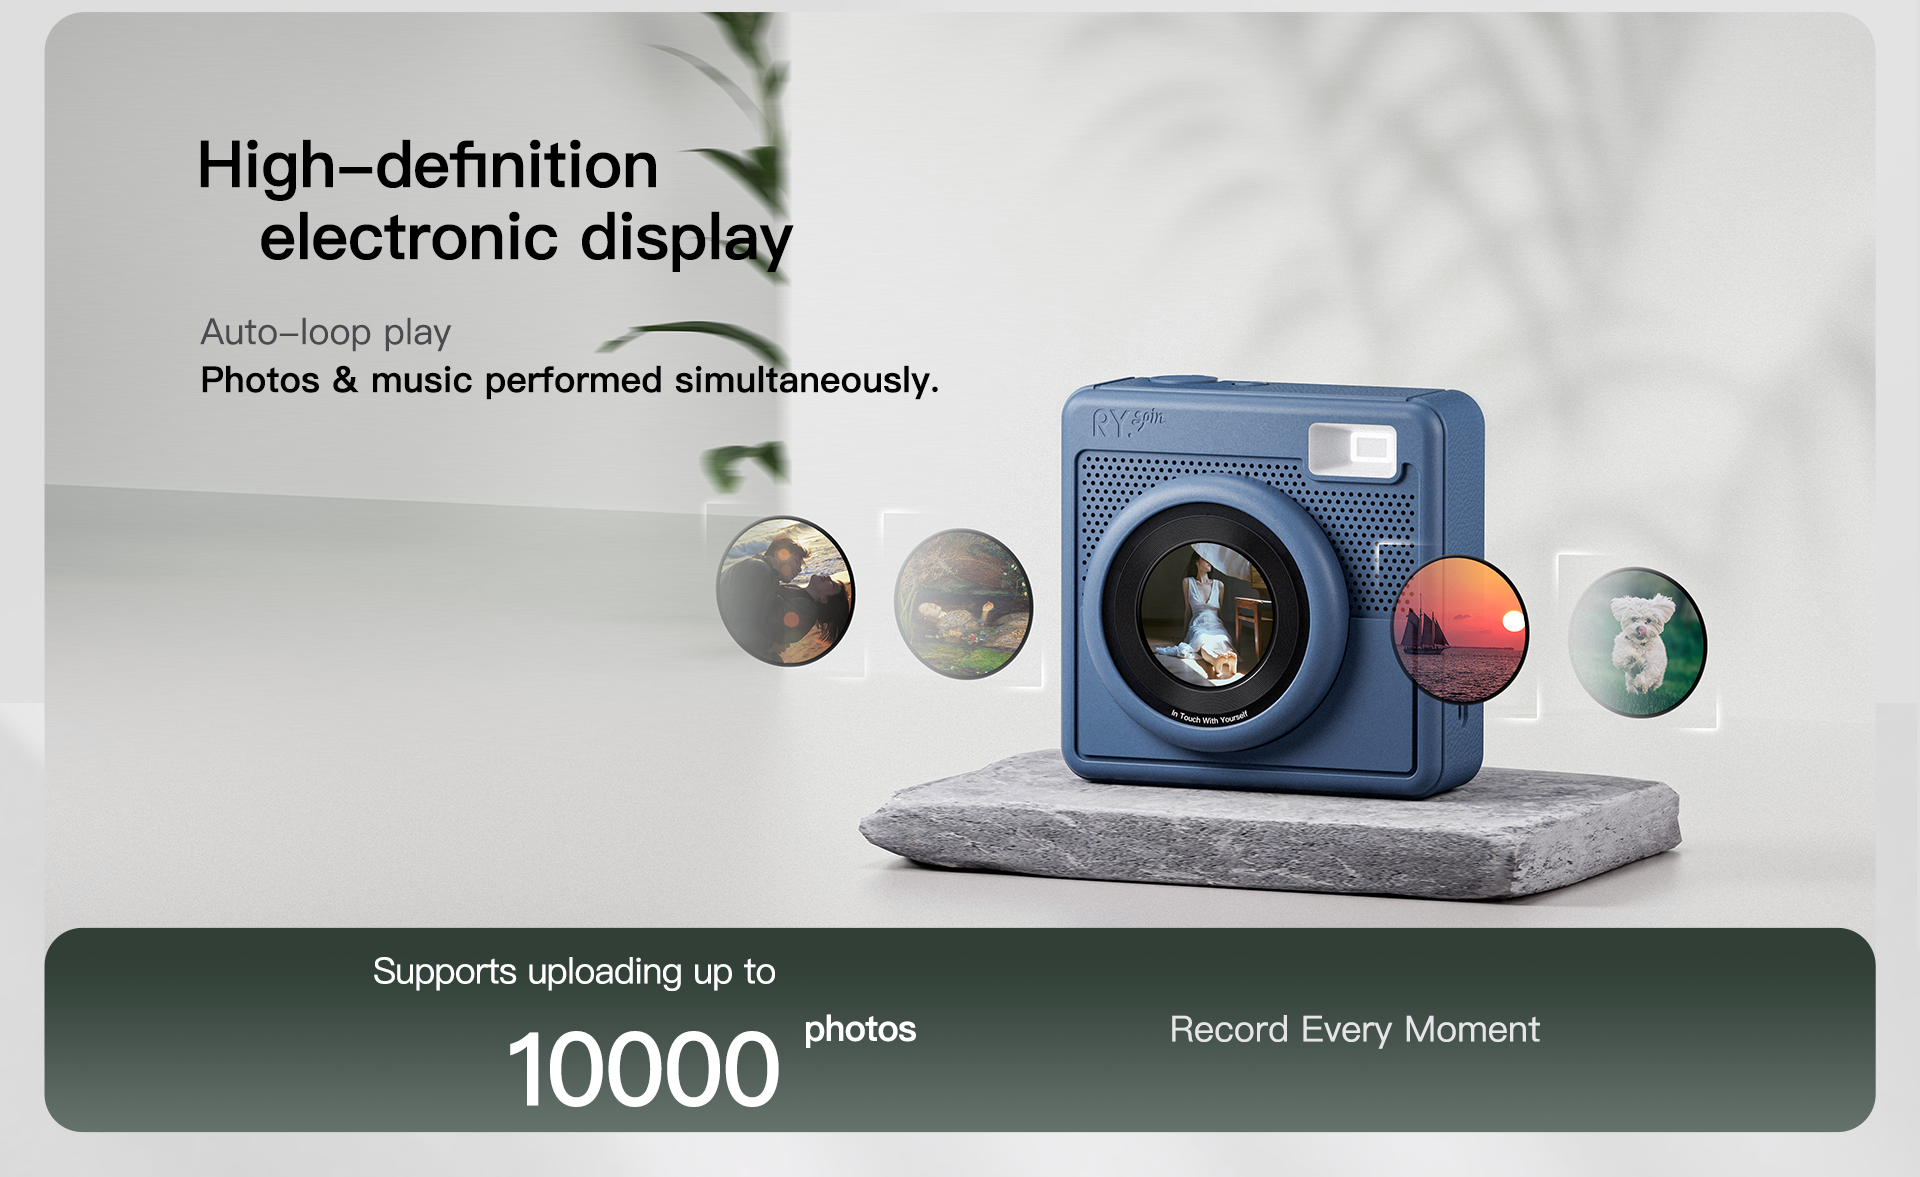 High-definition
electronic display
Auto-loop play
Photos & music performed simultaneously.
RY. Spin
In Touch With Yourself
Supports uploading up to
10000 photos
Record Every Moment